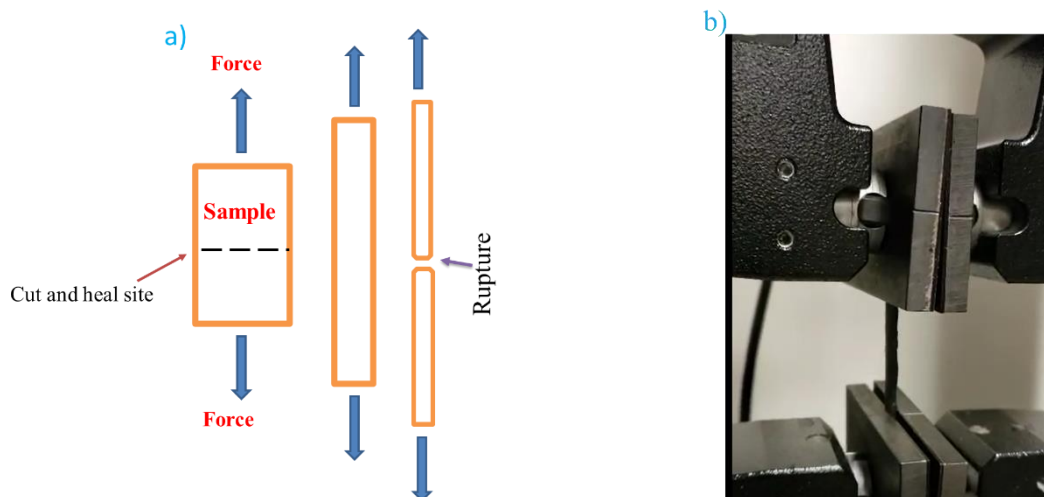 a)
Force
Sample
Cut and heal site
Force
Rupture
b)